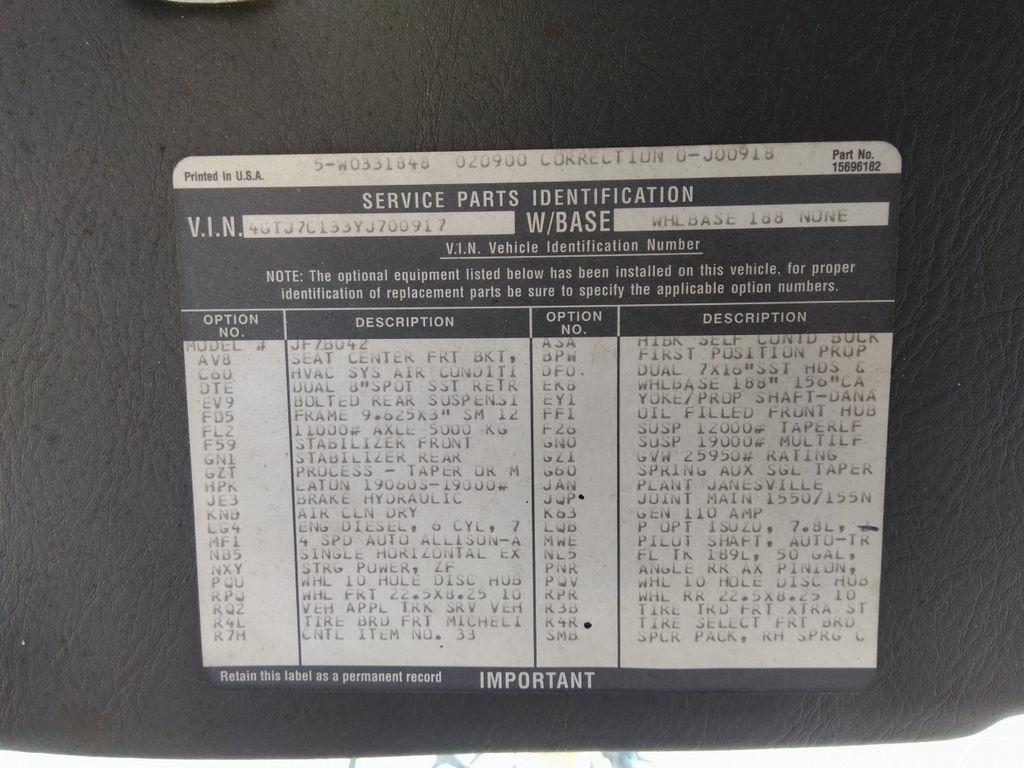 5-W0331848 020900 CORRECTION 0-J00918
Part No.
15696182
Printed in U.S.A.
SERVICE PARTS IDENTIFICATION
V.I.N. 4GTJ7C133YJ700917 W/BASE WHLBASE 188 NONE
V.I.N. Vehicle Identification Number
NOTE: The optional equipment listed below has been installed on this vehicle, for proper
identification of replacement parts be sure to specify the applicable option numbers.
OPTION NO. DESCRIPTION OPTION NO. DESCRIPTION
MODEL # JF7B042 ASA HIBK SELF CONTD BUCK
AV8 SEAT CENTER FRT BKT, BPW FIRST POSITION PROP
C60 HVAC SYS AIR CONDITI DFO. DUAL 7X16"SST HDS &
DTE DUAL 8"SPOT SST RETR EK8 WHLBASE 188" 156"CA
EV9 BOLTED REAR SUSPENSI EY1 YOKE/PROP SHAFT-DANA
FD5 FRAME 9.625X3" SM 12 FF1 OIL FILLED FRONT HUB
FL2 11000# AXLE-5000 KG F26 SUSP 12000# TAPERLF
F59 STABILIZER FRONT GNO SUSP 19000# MULTILF
GN1 STABILIZER REAR GZI GVW 25950# RATING
GZT PROCESS - TAPER OR M G60 SPRING AUX SGL TAPER
HPK EATON 19060S-19000# JAN PLANT JANESVILLE
JE3 BRAKE HYDRAULIC JQP JOINT MAIN 1550/155N
KNB AIR CLN DRY K63 GEN 110 AMP
LG4 ENG DIESEL, 6 CYL, 7 LQB P OPT ISUZU, 7.8L,
MF1 4 SPD AUTO ALLISON-A MWE PILOT SHAFT, AUTO-TR
NB5 SINGLE HORIZONTAL EX NL5 FL TK 189L, 50 GAL,
NXY STRG POWER, ZF PNR ANGLE RR AX PINION,
PQU WHL 10 HOLE DISC HUB PQV WHL 10 HOLE DISC HUB
RPQ WHL FRT 22.5X8.25 10 RPR WHL RR 22.5X8.25 10
RQ2 VEH APPL TRK SRV VEH R3B TIRE TRD FRT XTRA ST
R4L TIRE BRD FRT MICHELI R4R TIRE SELECT FRT BRD
R7H CNTL ITEM NO. 33 SMB SPCR PACK, RH SPRG C
Retain this label as a permanent record IMPORTANT